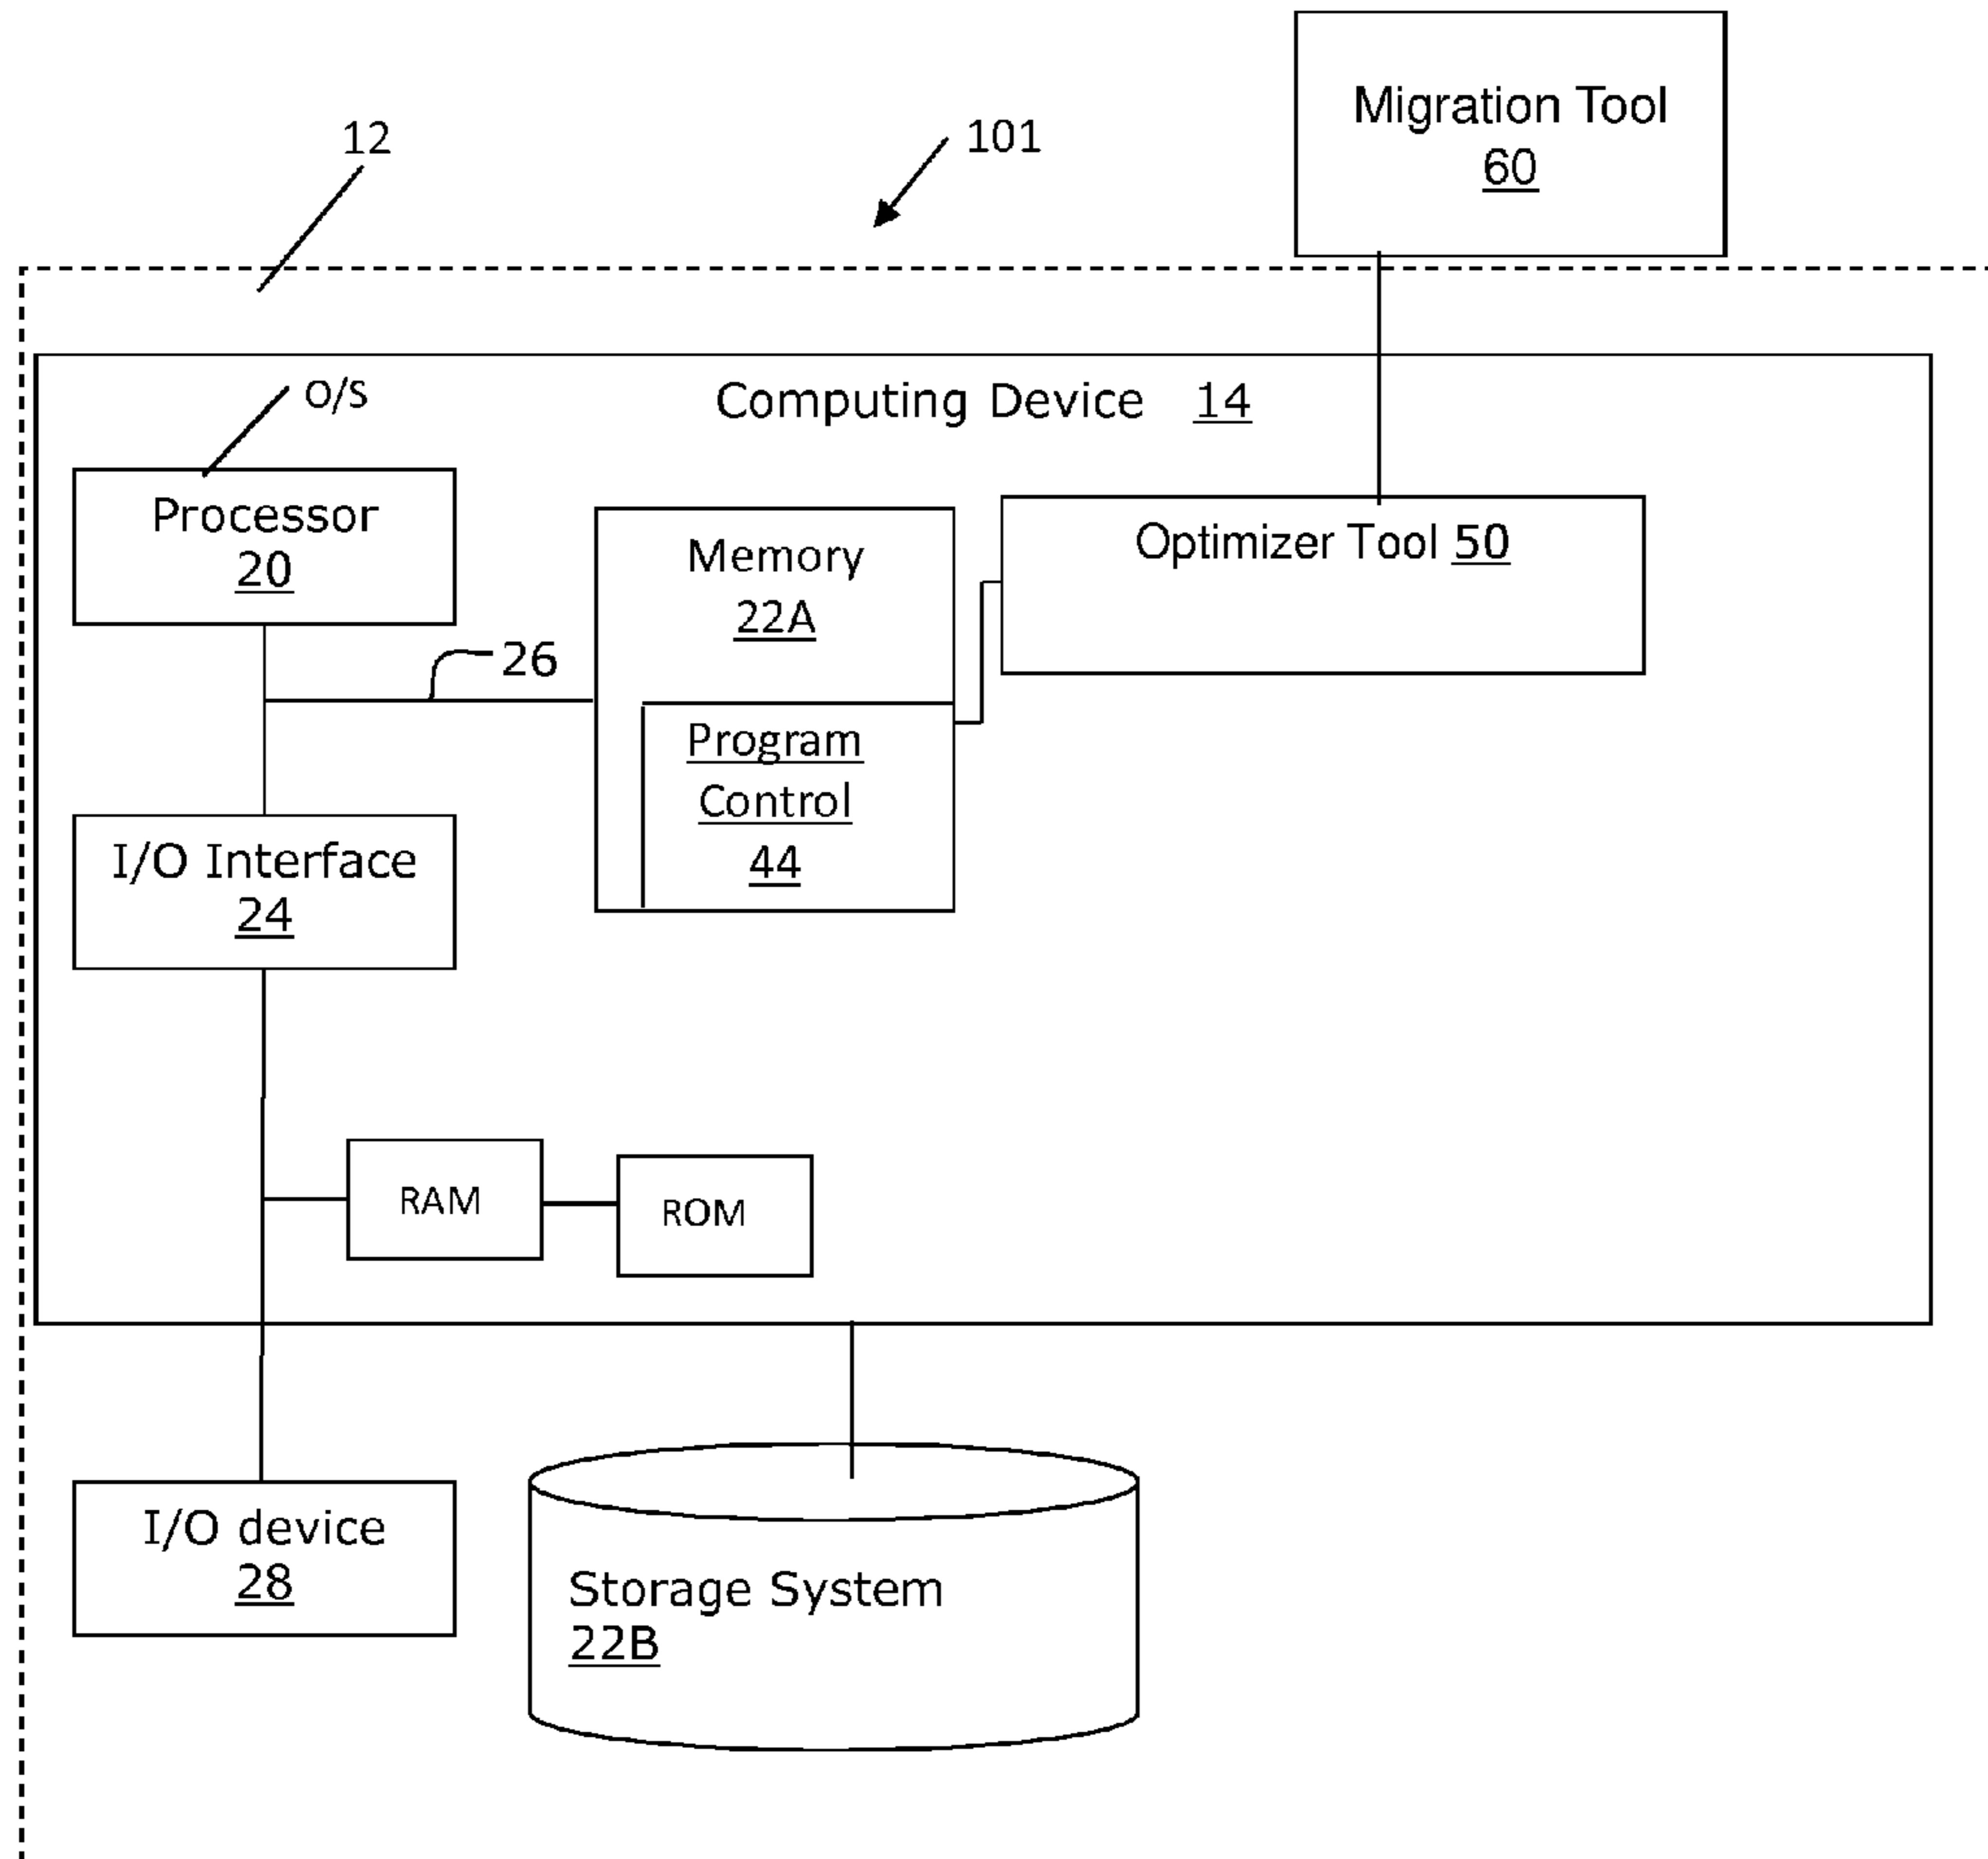 Migration Tool
60
12
101
O/S
Computing Device 14
Processor
20
Memory
22A
Optimizer Tool 50
26
Program
Control
44
I/O Interface
24
RAM
ROM
I/O device
28
Storage System
22B